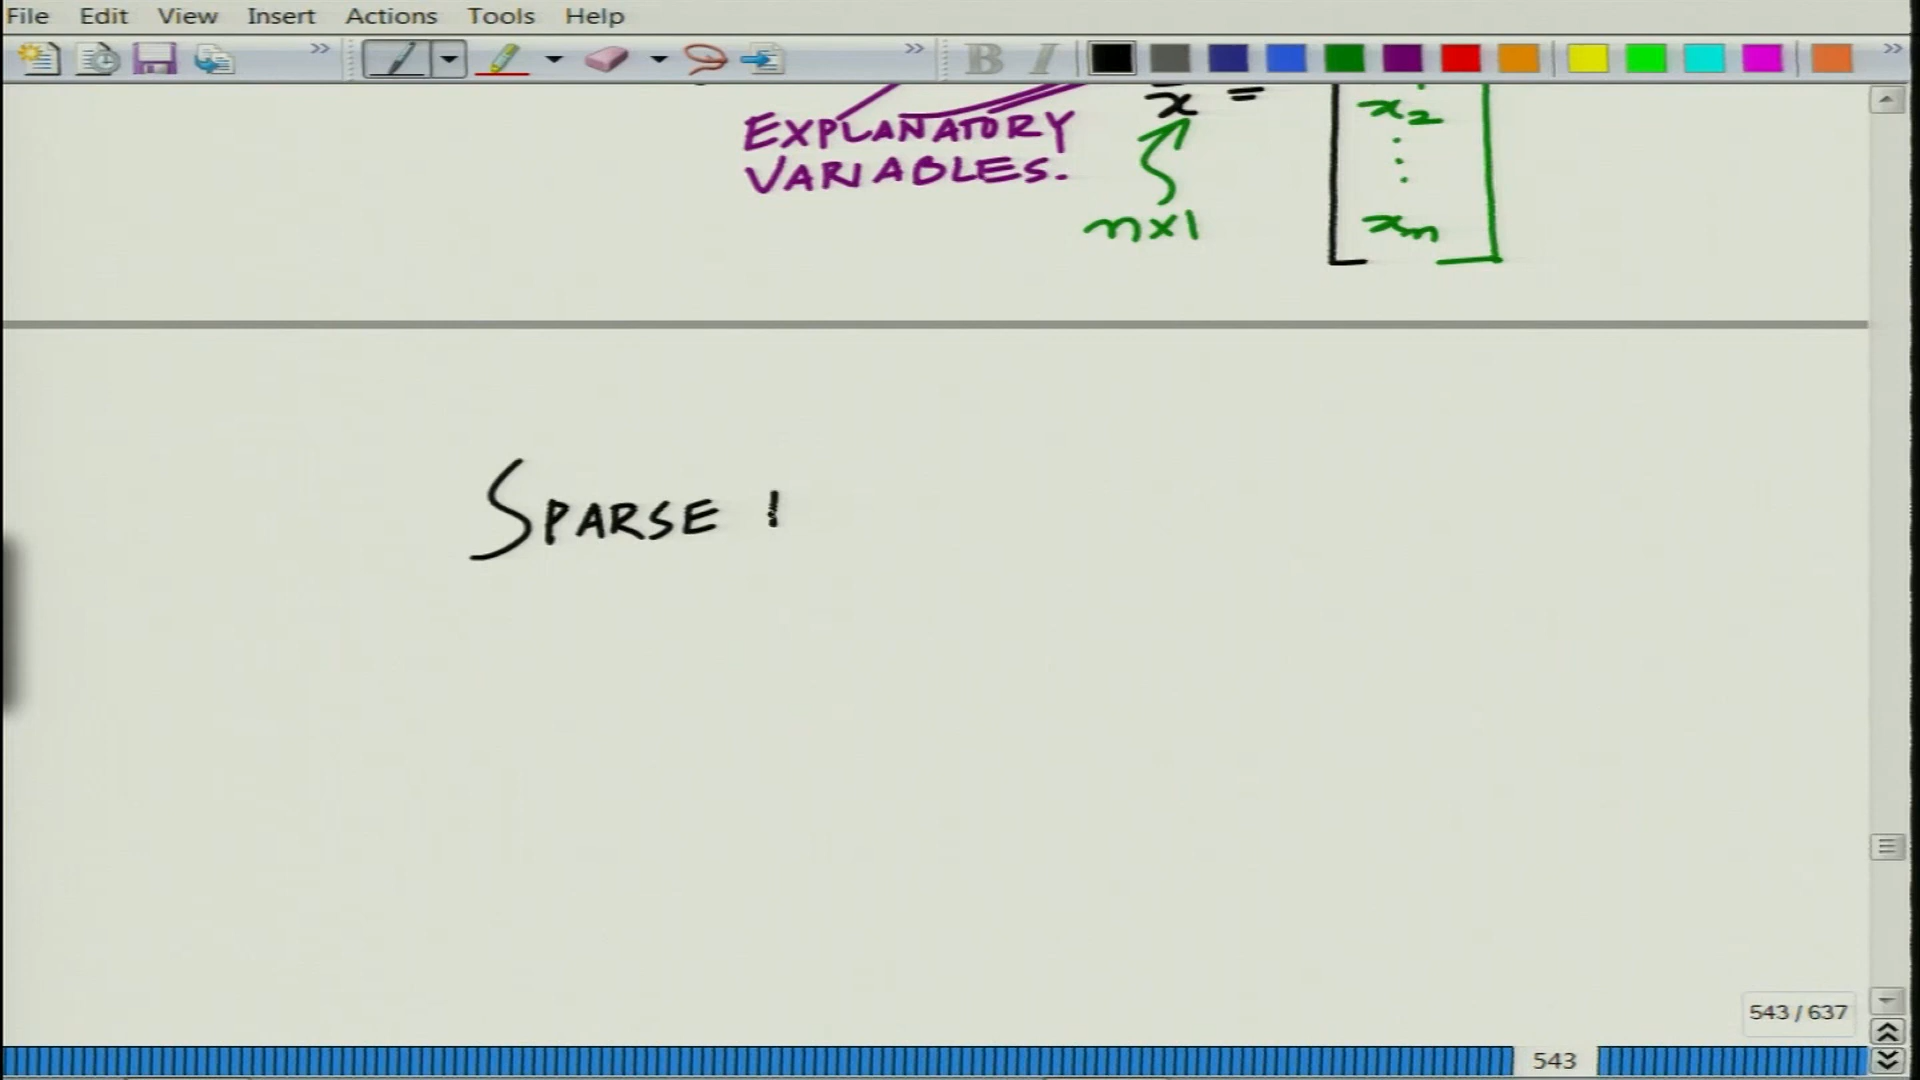 File Edit View Insert Actions Tools Help
B I
x̄ =
x2
EXPLANATORY
VARIABLES.
n×1
xn
SPARSE
543 / 637
543